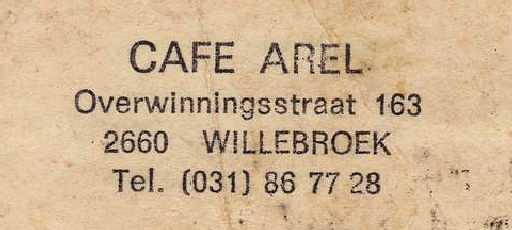 CAFE AREL
Overwinningsstraat 163
2660 WILLEBROEK
Tel. (031) 86 77 28